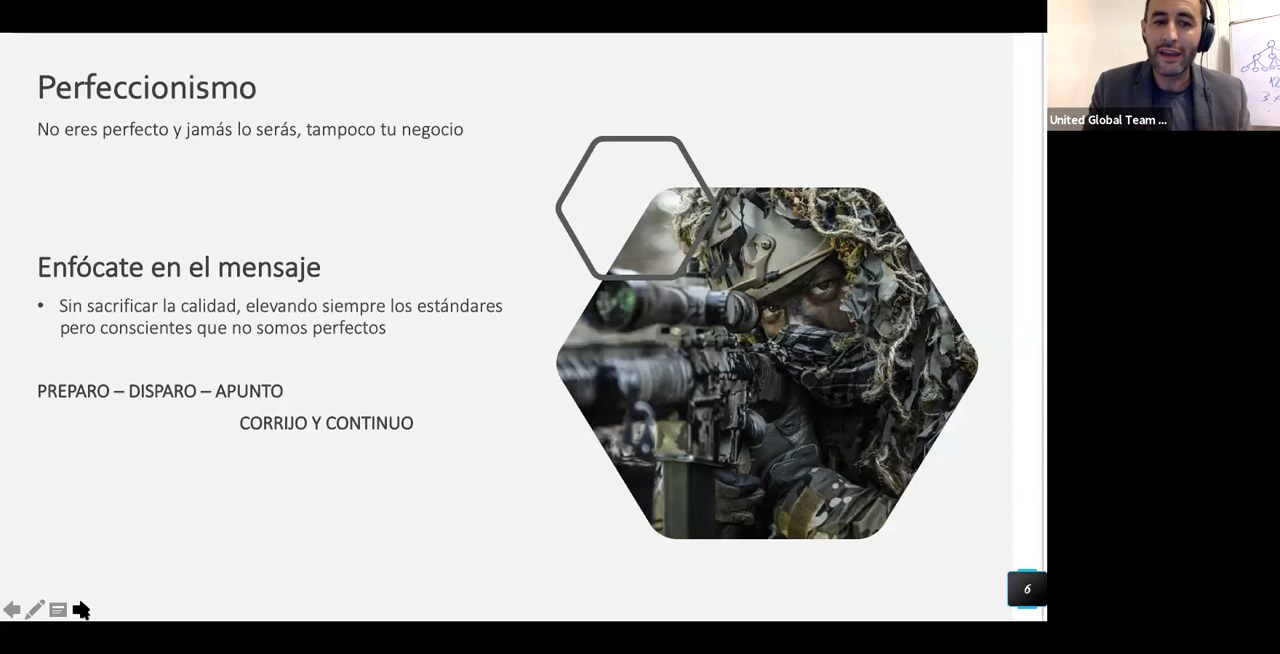 Perfeccionismo
No eres perfecto y jamás lo serás, tampoco tu negocio
Enfócate en el mensaje
• Sin sacrificar la calidad, elevando siempre los estándares
pero conscientes que no somos perfectos
PREPARO – DISPARO – APUNTO
CORRIJO Y CONTINUO
6
United Global Team ...
12